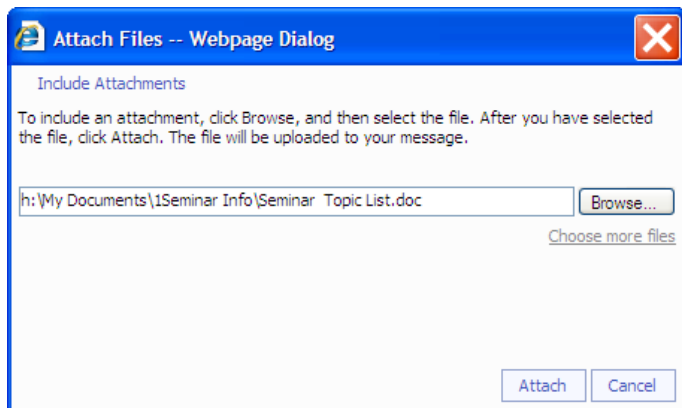 Attach Files -- Webpage Dialog
Include Attachments
To include an attachment, click Browse, and then select the file. After you have selected
the file, click Attach. The file will be uploaded to your message.
h:\My Documents\1Seminar Info\Seminar  Topic List.doc
Browse...
Choose more files
Attach
Cancel